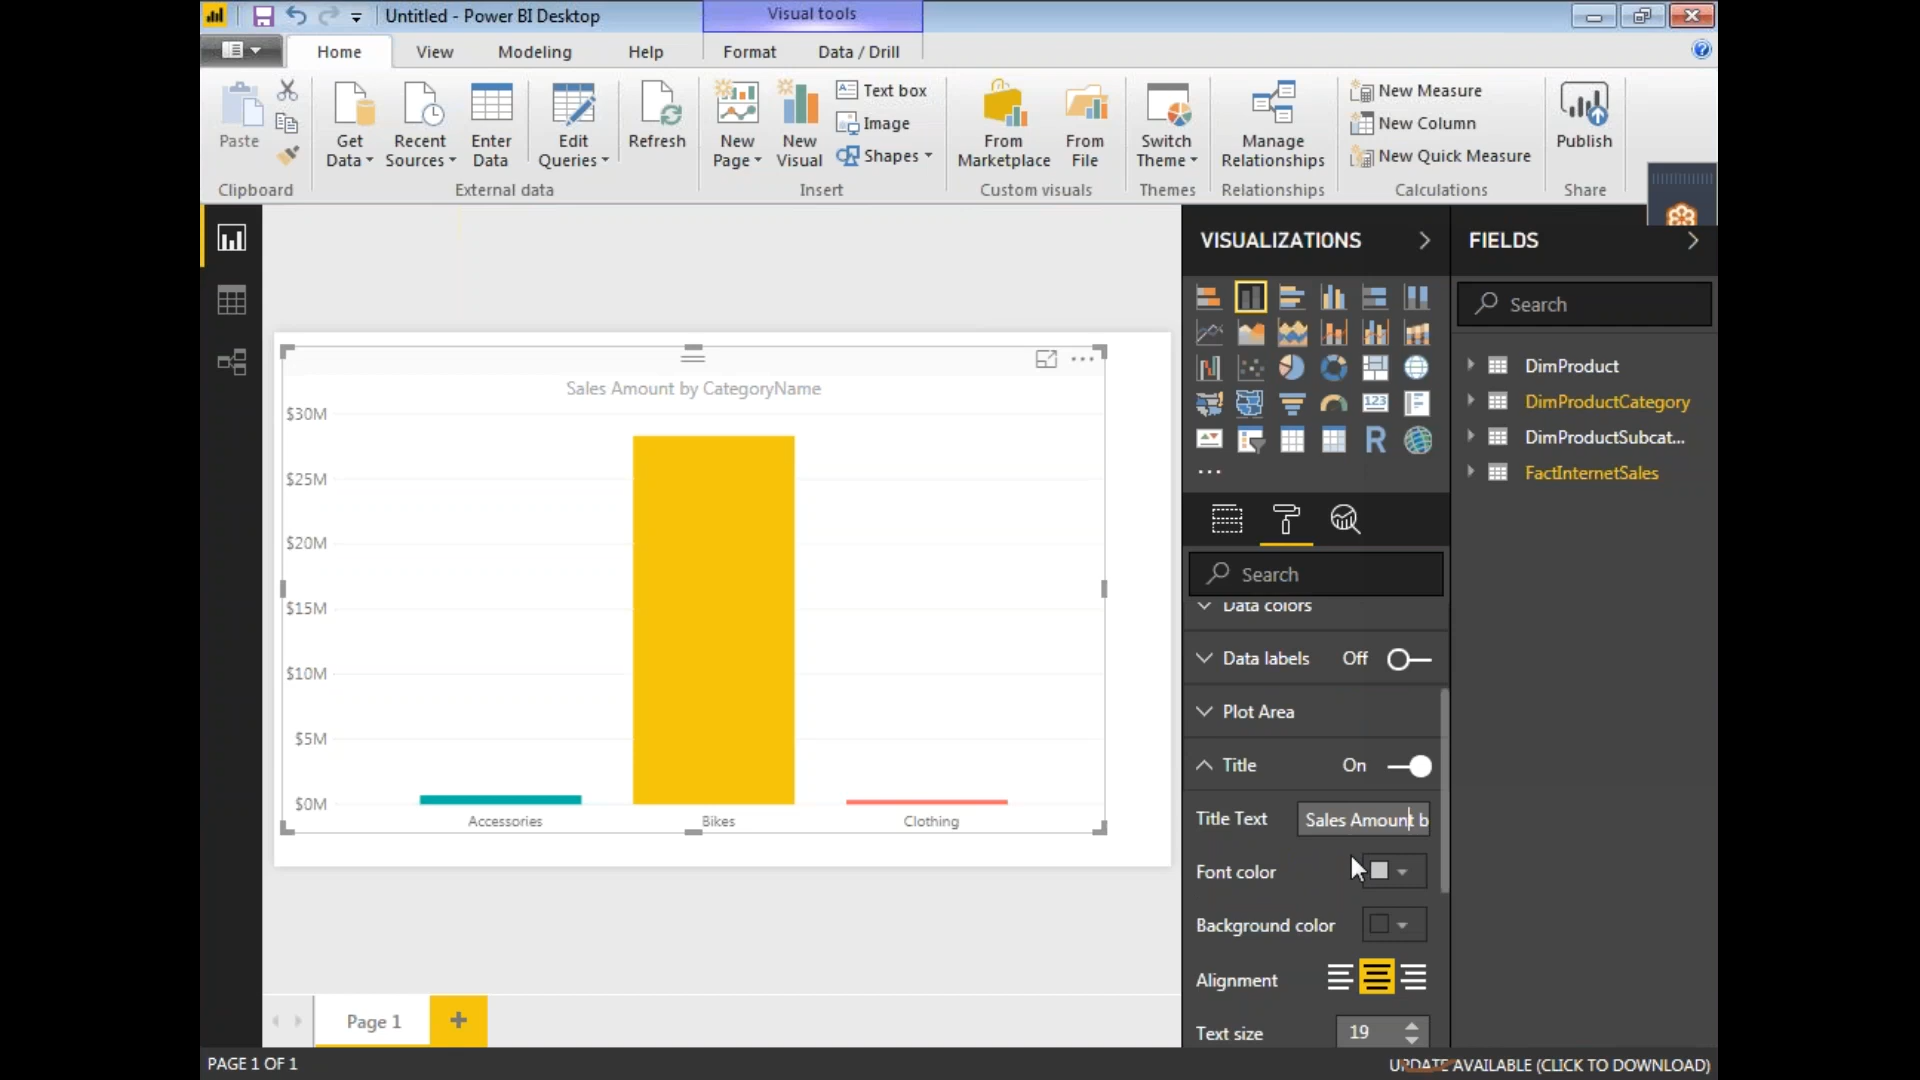 Untitled - Power BI Desktop
Visual tools
Home
View
Modeling
Help
Format
Data / Drill
Paste
Clipboard
Get Data
Recent Sources
Enter Data
Edit Queries
Refresh
External data
New Page
New Visual
Text box
Image
Shapes
Insert
From Marketplace
From File
Custom visuals
Switch Theme
Themes
Manage Relationships
Relationships
New Measure
New Column
New Quick Measure
Calculations
Publish
Share
Sales Amount by CategoryName
$30M
$25M
$20M
$15M
$10M
$5M
$0M
Accessories
Bikes
Clothing
VISUALIZATIONS
123
R
Search
Data colors
Data labels Off
Plot Area
Title On
Title Text Sales Amount b
Font color
Background color
Alignment
Text size 19
FIELDS
Search
DimProduct
DimProductCategory
DimProductSubcat...
FactInternetSales
Page 1
PAGE 1 OF 1
UPDATE AVAILABLE (CLICK TO DOWNLOAD)